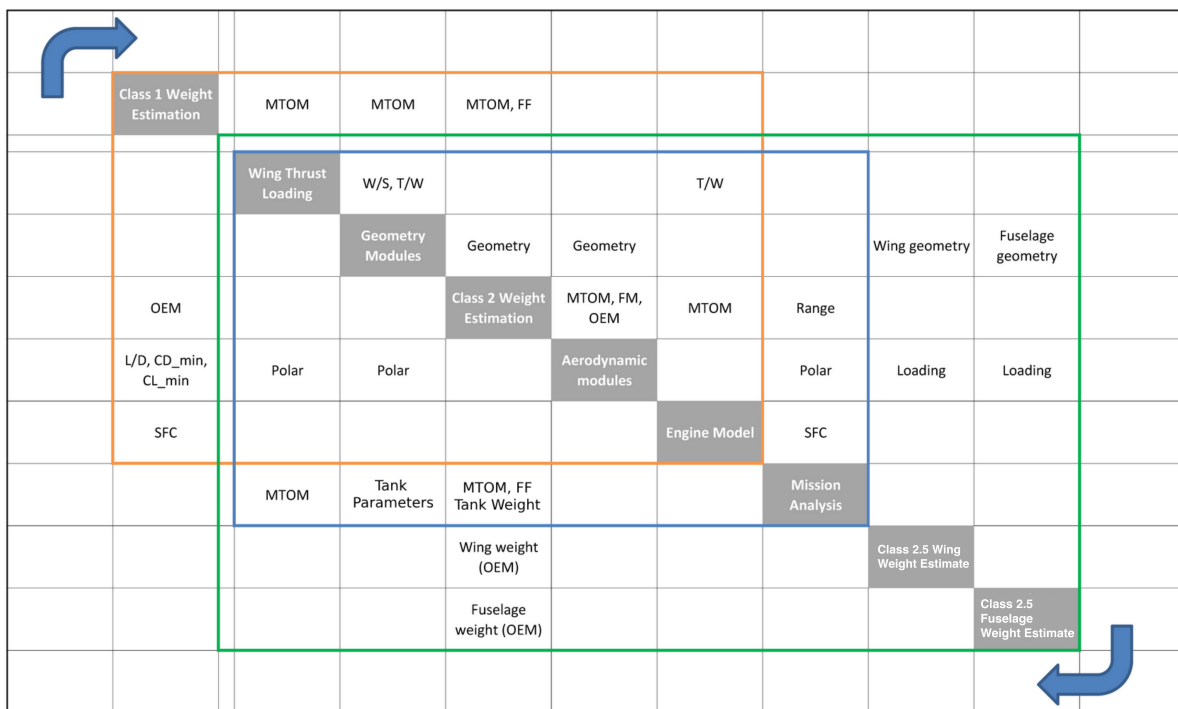 Class 1 Weight
Estimation
MTOM
MTOM
MTOM, FF
Wing Thrust
Loading
W/S, T/W
T/W
Geometry
Modules
Geometry
Geometry
Wing geometry
Fuselage
geometry
OEM
Class 2 Weight
Estimation
MTOM, FM,
OEM
MTOM
Range
L/D, CD_min,
CL_min
Polar
Polar
Aerodynamic
modules
Polar
Loading
Loading
SFC
Engine Model
SFC
MTOM
Tank
Parameters
MTOM, FF
Tank Weight
Mission
Analysis
Wing weight
(OEM)
Class 2.5 Wing
Weight Estimate
Fuselage
weight (OEM)
Class 2.5
Fuselage
Weight Estimate